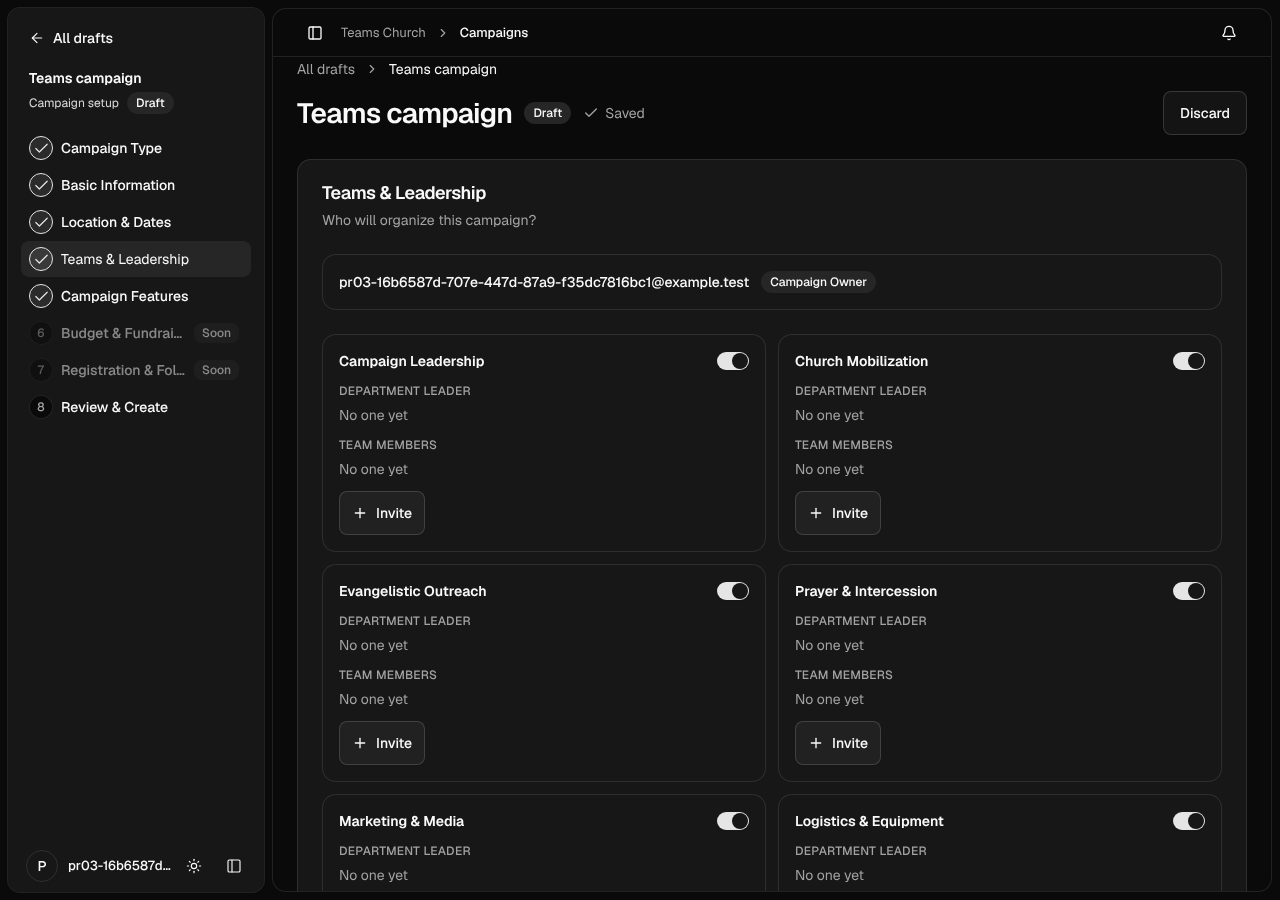 All drafts
Teams campaign
Campaign setup Draft
Campaign Type
Basic Information
Location & Dates
Teams & Leadership
Campaign Features
6 Budget & Fundrai... Soon
7 Registration & Fol... Soon
8 Review & Create
P pr03-16b6587d...
Teams Church > Campaigns
All drafts > Teams campaign
Teams campaign Draft Saved
Discard
Teams & Leadership
Who will organize this campaign?
pr03-16b6587d-707e-447d-87a9-f35dc7816bc1@example.test Campaign Owner
Campaign Leadership
DEPARTMENT LEADER
No one yet
TEAM MEMBERS
No one yet
+ Invite
Church Mobilization
DEPARTMENT LEADER
No one yet
TEAM MEMBERS
No one yet
+ Invite
Evangelistic Outreach
DEPARTMENT LEADER
No one yet
TEAM MEMBERS
No one yet
+ Invite
Prayer & Intercession
DEPARTMENT LEADER
No one yet
TEAM MEMBERS
No one yet
+ Invite
Marketing & Media
DEPARTMENT LEADER
No one yet
Logistics & Equipment
DEPARTMENT LEADER
No one yet